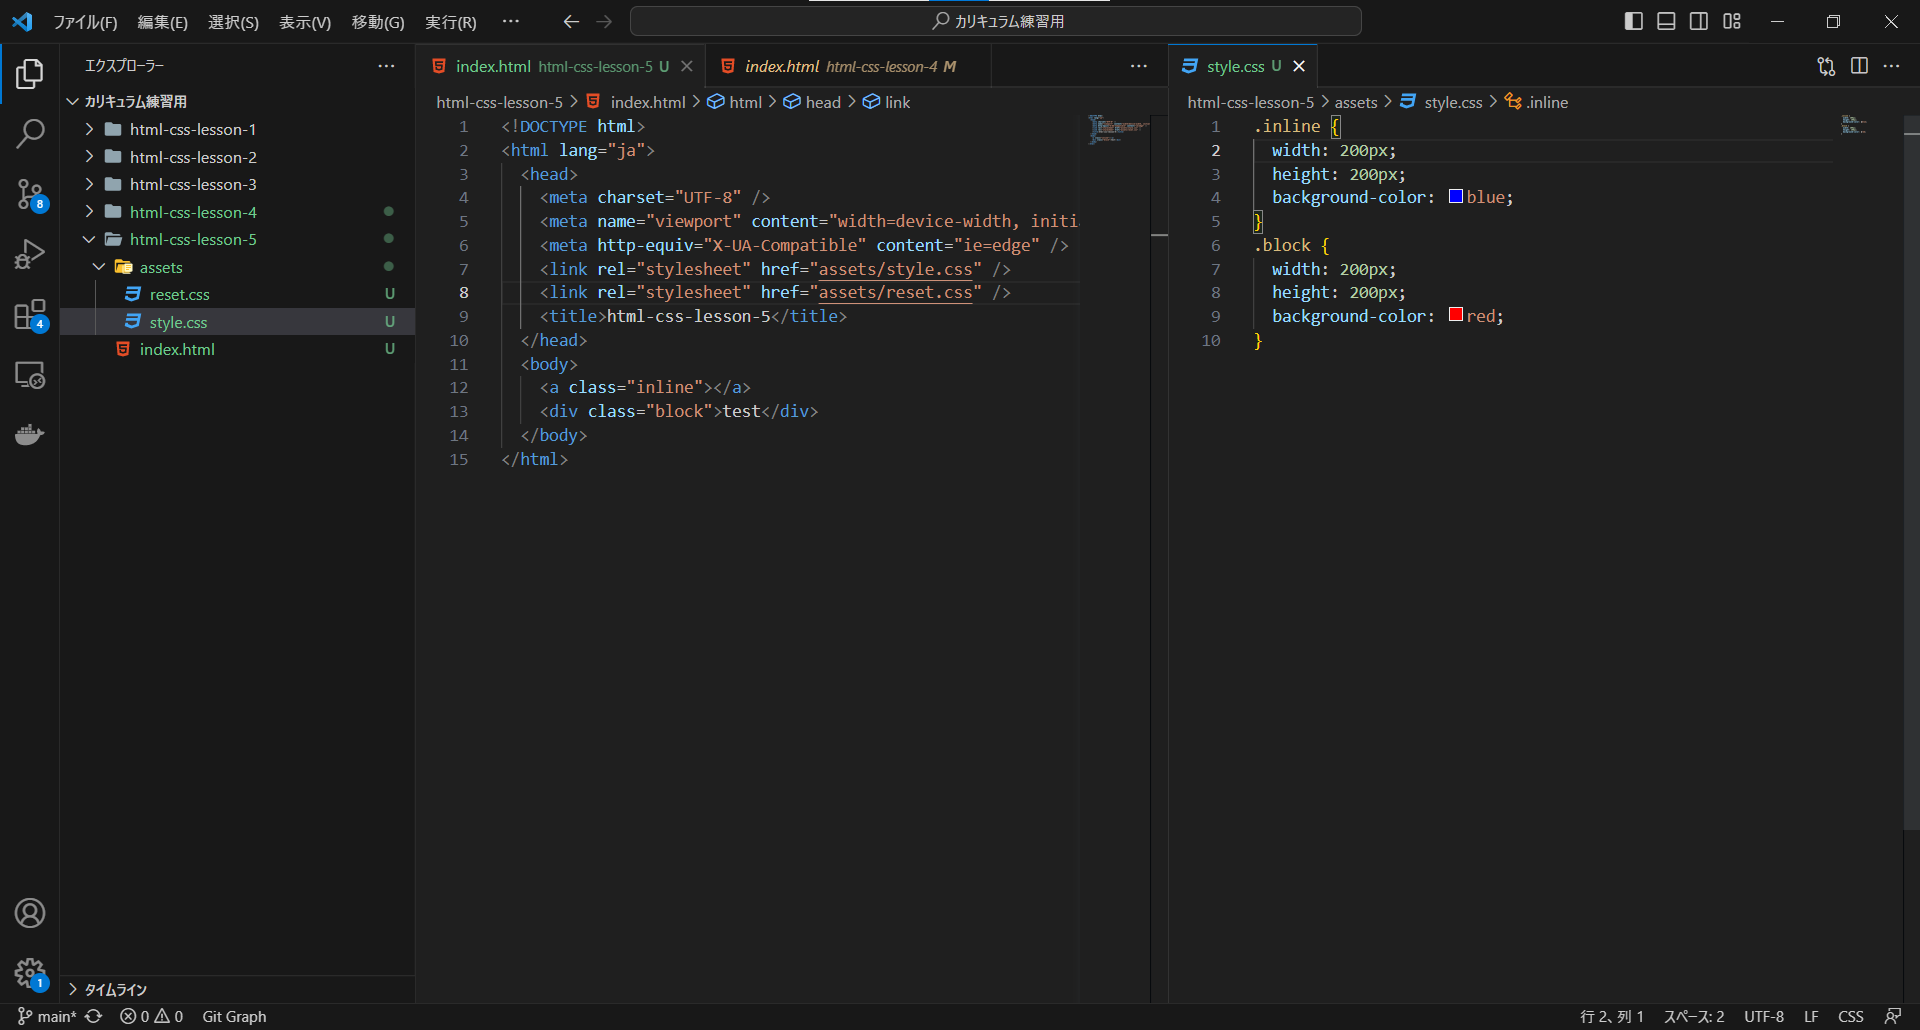 ファイル(F) 編集(E) 選択(S) 表示(V) 移動(G) 実行(R) ···
カリキュラム練習用
エクスプローラー
カリキュラム練習用
html-css-lesson-1
html-css-lesson-2
html-css-lesson-3
html-css-lesson-4
html-css-lesson-5
assets
reset.css U
style.css U
index.html U
タイムライン
8
4
1
index.html html-css-lesson-5 U
index.html html-css-lesson-4 M
html-css-lesson-5 > index.html > html > head > link
1 <!DOCTYPE html>
2 <html lang="ja">
3 <head>
4 <meta charset="UTF-8" />
5 <meta name="viewport" content="width=device-width, initi
6 <meta http-equiv="X-UA-Compatible" content="ie=edge" />
7 <link rel="stylesheet" href="assets/style.css" />
8 <link rel="stylesheet" href="assets/reset.css" />
9 <title>html-css-lesson-5</title>
10 </head>
11 <body>
12 <a class="inline"></a>
13 <div class="block">test</div>
14 </body>
15 </html>
style.css U
html-css-lesson-5 > assets > style.css > .inline
1 .inline {
2 width: 200px;
3 height: 200px;
4 background-color: blue;
5 }
6 .block {
7 width: 200px;
8 height: 200px;
9 background-color: red;
10 }
main* 0 0 Git Graph
行 2、列 1 スペース: 2 UTF-8 LF CSS